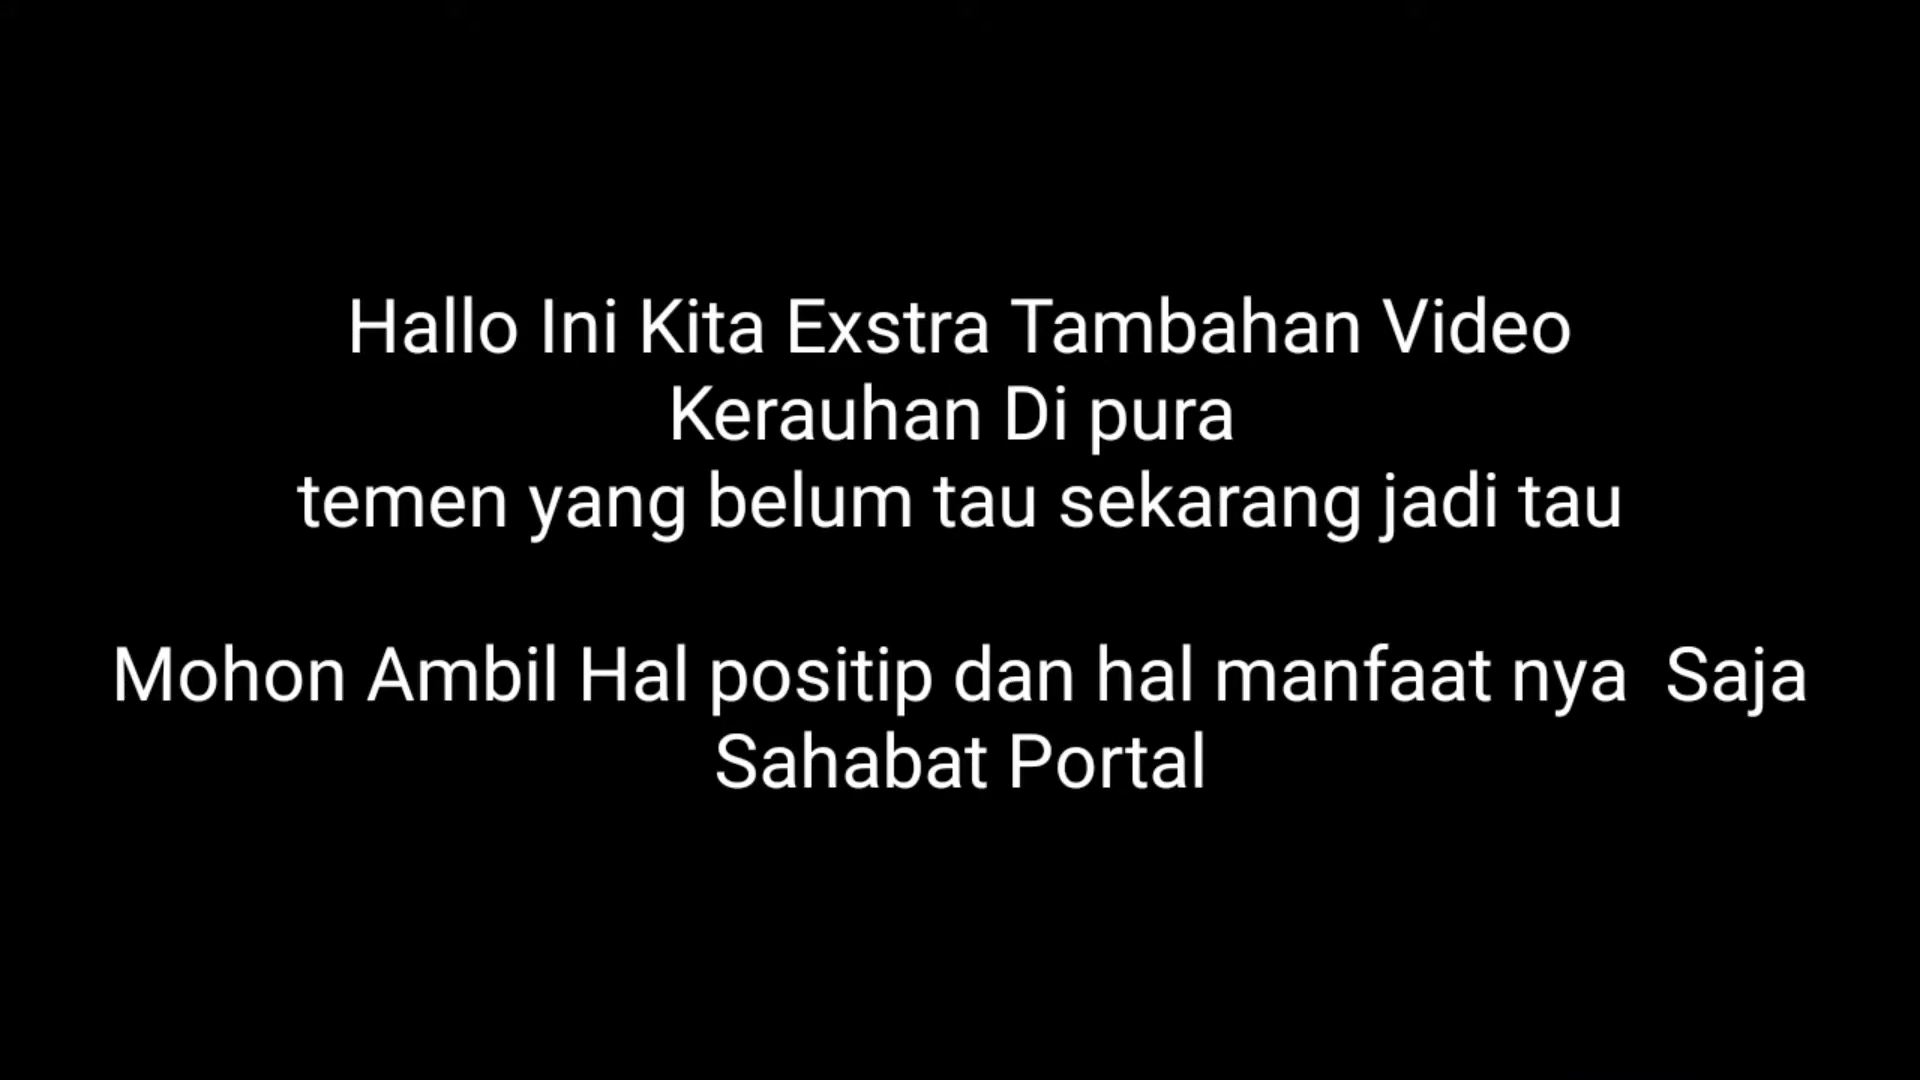 Hallo Ini Kita Exstra Tambahan Video
Kerauhan Di pura
temen yang belum tau sekarang jadi tau
Mohon Ambil Hal positip dan hal manfaat nya  Saja
Sahabat Portal